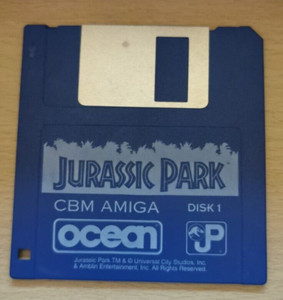 JURASSIC PARK
CBM AMIGA DISK 1
ocean JP
Jurassic Park TM & © Universal City Studios, Inc.
& Amblin Entertainment, Inc. All Rights Reserved.